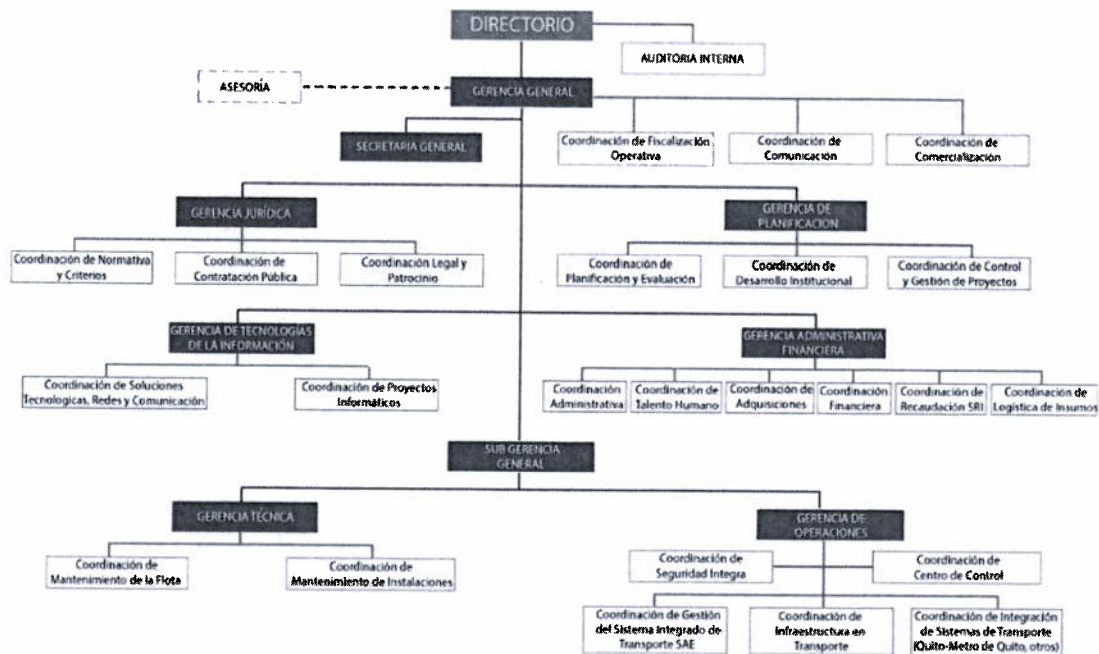 DIRECTORIO
AUDITORIA INTERNA
ASESORÍA
GERENCIA GENERAL
SECRETARIA GENERAL
Coordinación de Fiscalización
Operativa
Coordinación de
Comunicación
Coordinación de
Comercialización
GERENCIA JURÍDICA
Coordinación de Normativa
y Criterios
Coordinación de
Contratación Pública
Coordinación Legal y
Patrocinio
GERENCIA DE
PLANIFICACION
Coordinación de
Planificación y Evaluación
Coordinación de
Desarrollo Institucional
Coordinación de Control
y Gestión de Proyectos
GERENCIA DE TECNOLOGÍAS
DE LA INFORMACIÓN
Coordinación de Soluciones
Tecnologicas, Redes y Comunicación
Coordinación de Proyectos
Informáticos
GERENCIA ADMINISTRATIVA
FINANCIERA
Coordinación
Administrativa
Coordinación de
Talento Humano
Coordinación de
Adquisiciones
Coordinación
Financiera
Coordinación de
Recaudación SRI
Coordinación de
Logística de Insumos
SUB GERENCIA
GENERAL
GERENCIA TECNICA
Coordinación de
Mantenimiento de la Flota
Coordinación de
Mantenimiento de Instalaciones
GERENCIA DE
OPERACIONES
Coordinación de
Seguridad Integra
Coordinación de
Centro de Control
Coordinación de Gestión
del Sistema Integrado de
Transporte SAE
Coordinación de
Infraestructura en
Transporte
Coordinación de Integración
de Sistemas de Transporte
(Quito-Metro de Quito, otros)